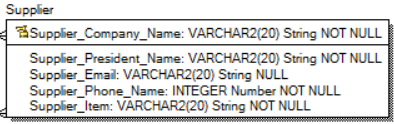 Supplier
Supplier_Company_Name: VARCHAR2(20) String NOT NULL
Supplier_President_Name: VARCHAR2(20) String NOT NULL
Supplier_Email: VARCHAR2(20) String NULL
Supplier_Phone_Name: INTEGER Number NOT NULL
Supplier_Item: VARCHAR2(20) String NOT NULL